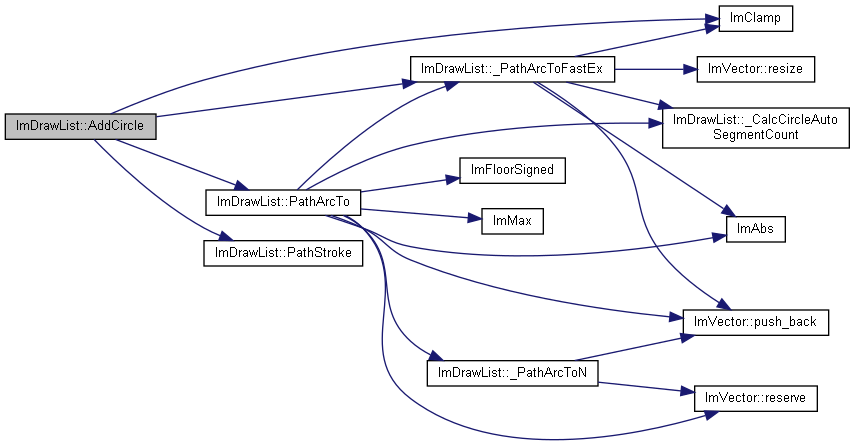 ImDrawList::AddCircle
ImClamp
ImDrawList::_PathArcToFastEx
ImVector::resize
ImDrawList::_CalcCircleAuto
SegmentCount
ImDrawList::PathArcTo
ImFloorSigned
ImMax
ImAbs
ImDrawList::PathStroke
ImVector::push_back
ImDrawList::_PathArcToN
ImVector::reserve